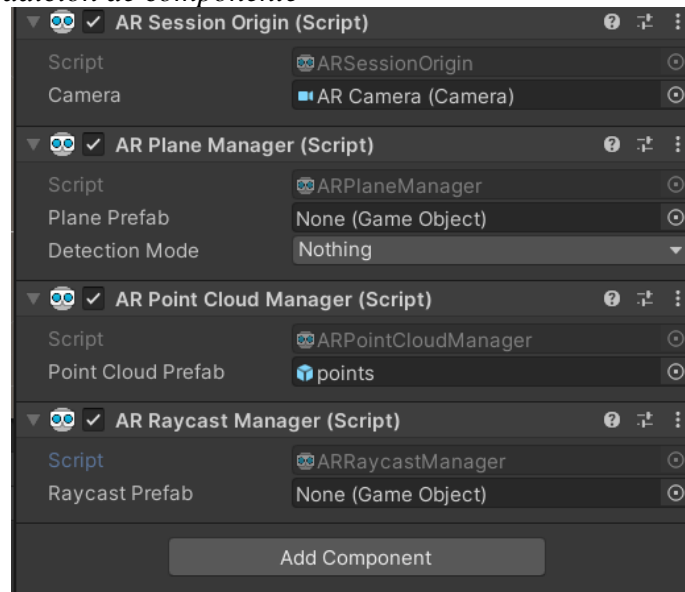 AR Session Origin (Script)
Script ARSessionOrigin
Camera AR Camera (Camera)
AR Plane Manager (Script)
Script ARPlaneManager
Plane Prefab None (Game Object)
Detection Mode Nothing
AR Point Cloud Manager (Script)
Script ARPointCloudManager
Point Cloud Prefab points
AR Raycast Manager (Script)
Script ARRaycastManager
Raycast Prefab None (Game Object)
Add Component